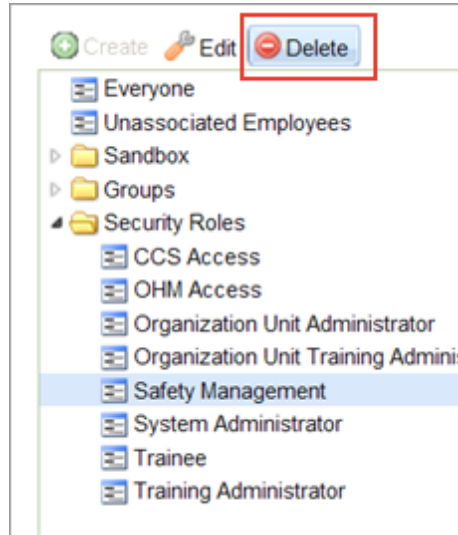 Create Edit Delete
Everyone
Unassociated Employees
Sandbox
Groups
Security Roles
CCS Access
OHM Access
Organization Unit Administrator
Organization Unit Training Adminis
Safety Management
System Administrator
Trainee
Training Administrator